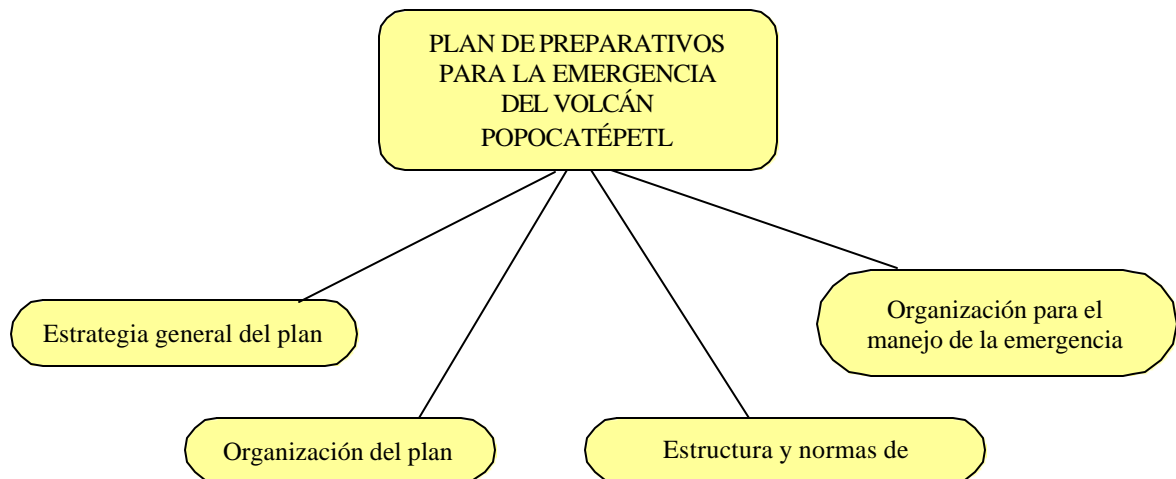 PLAN DE PREPARATIVOS
PARA LA EMERGENCIA
DEL VOLCÁN
POPOCATÉPETL
Estrategia general del plan
Organización para el
manejo de la emergencia
Organización del plan
Estructura y normas de